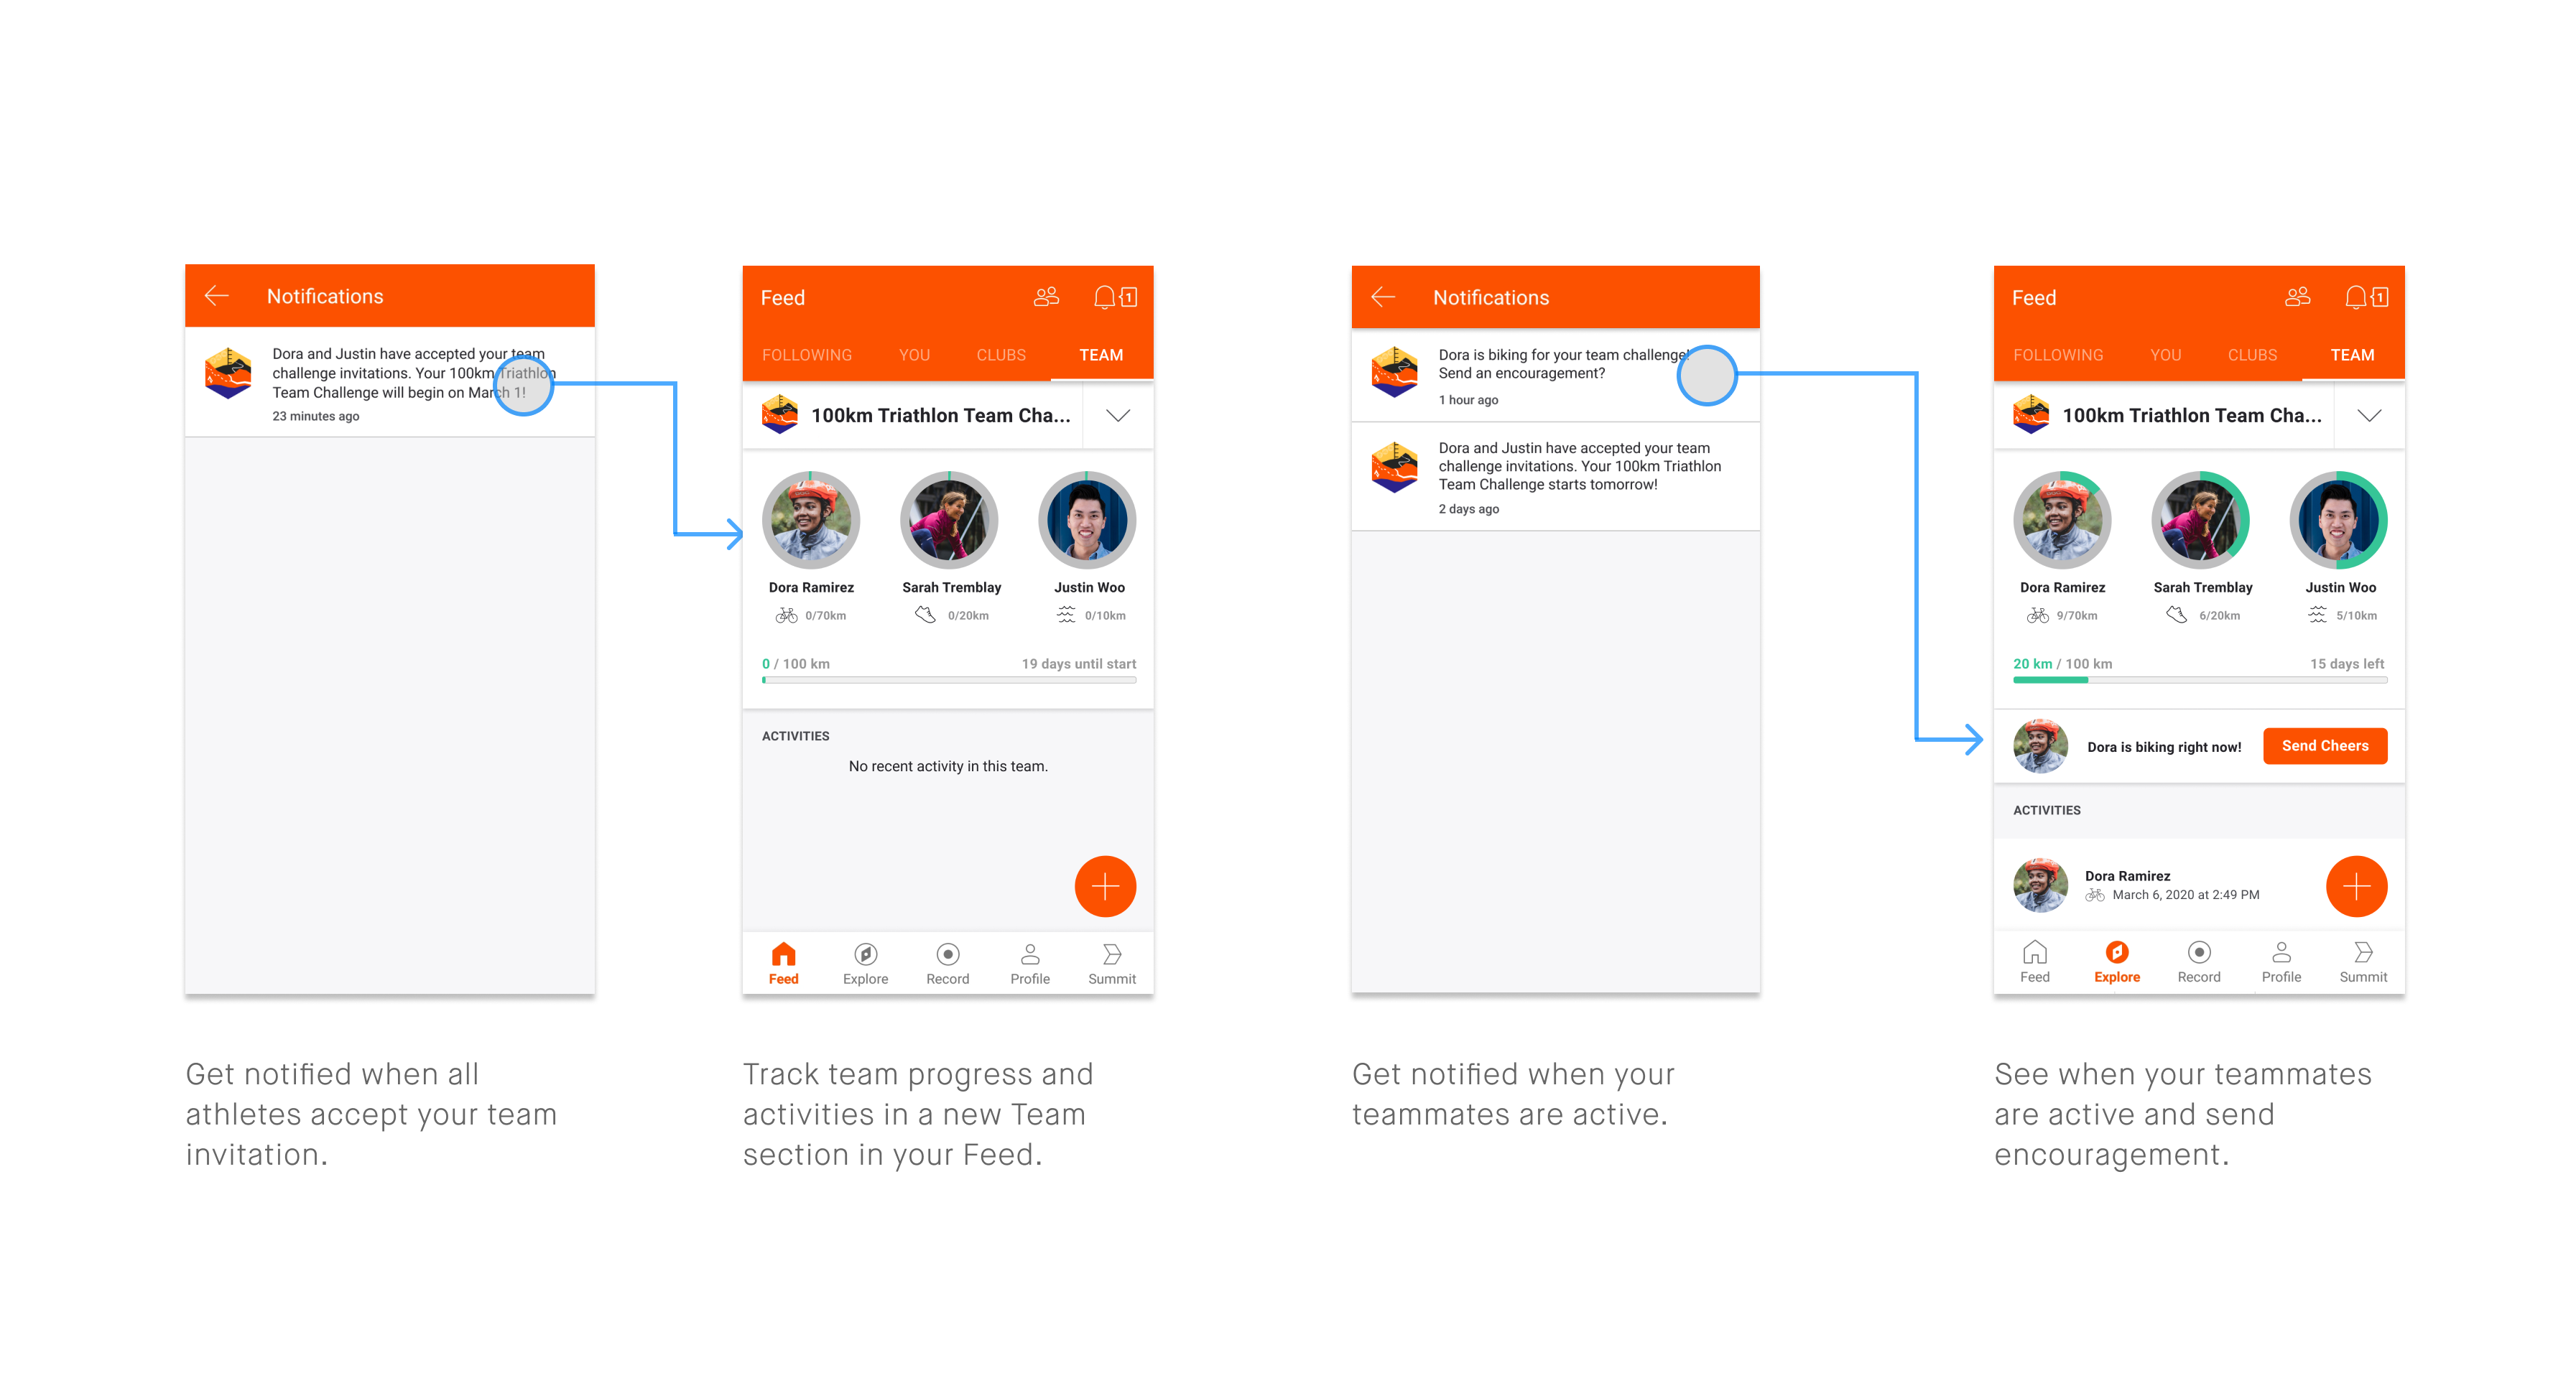 Notifications
Dora and Justin have accepted your team
challenge invitations. Your 100km Triathlon
Team Challenge will begin on March 1!
23 minutes ago
Get notified when all
athletes accept your team
invitation.
Feed
1
FOLLOWING YOU CLUBS TEAM
100km Triathlon Team Cha...
Dora Ramirez Sarah Tremblay Justin Woo
0/70km 0/20km 0/10km
0 / 100 km 19 days until start
ACTIVITIES
No recent activity in this team.
Feed Explore Record Profile Summit
Track team progress and
activities in a new Team
section in your Feed.
Notifications
Dora is biking for your team challenge!
Send an encouragement?
1 hour ago
Dora and Justin have accepted your team
challenge invitations. Your 100km Triathlon
Team Challenge starts tomorrow!
2 days ago
Get notified when your
teammates are active.
Feed
1
FOLLOWING YOU CLUBS TEAM
100km Triathlon Team Cha...
Dora Ramirez Sarah Tremblay Justin Woo
9/70km 6/20km 5/10km
20 km / 100 km 15 days left
Dora is biking right now! Send Cheers
ACTIVITIES
Dora Ramirez
March 6, 2020 at 2:49 PM
Feed Explore Record Profile Summit
See when your teammates
are active and send
encouragement.